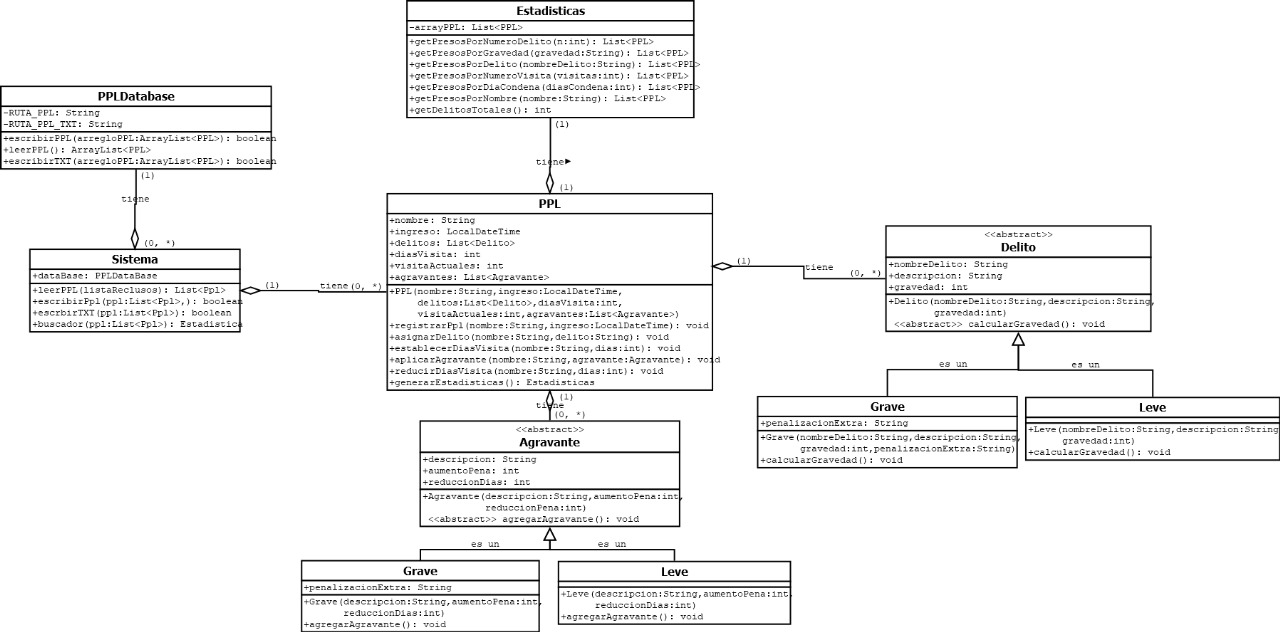 Estadisticas
-arrayPPL: List<PPL>
+getPresosPorNumeroDelito(n:int): List<PPL>
+getPresosPorGravedad(gravedad:String): List<PPL>
+getPresosPorDelito(nombreDelito:String): List<PPL>
+getPresosPorNumeroVisita(visitas:int): List<PPL>
+getPresosPorDiaCondena(diasCondena:int): List<PPL>
+getPresosPorNombre(nombre:String): List<PPL>
+getDelitosTotales(): int
(1)
tiene
(1)
PPLDatabase
-RUTA_PPL: String
-RUTA_PPL_TXT: String
+escribirPPL(arregloPPL:ArrayList<PPL>): boolean
+leerPPL(): ArrayList<PPL>
+escribirTXT(arregloPPL:ArrayList<PPL>): boolean
(1)
tiene
(0, *)
Sistema
+dataBase: PPLDataBase
+leerPPL(listaReclusos): List<Ppl>
+escribirPpl(ppl:List<Ppl>,): boolean
+escribrTXT(ppl:List<Ppl>): boolean
+buscador(ppl:List<Ppl>): Estadistica
(1)
tiene
(0, *)
PPL
+nombre: String
+ingreso: LocalDateTime
+delitos: List<Delito>
+diasVisita: int
+visitaActuales: int
+agravantes: List<Agravante>
+PPL(nombre:String,ingreso:LocalDateTime,
delitos:List<Delito>,diasVisita:int,
visitaActuales:int,agravantes:List<Agravante>)
+registrarPpl(nombre:String,ingreso:LocalDateTime): void
+asignarDelito(nombre:String,delito:String): void
+establecerDiasVisita(nombre:String,dias:int): void
+aplicarAgravante(nombre:String,agravante:Agravante): void
+reducirDiasVisita(nombre:String,dias:int): void
+generarEstadisticas(): Estadisticas
(1)
tiene
(0, *)
<<abstract>>
Delito
+nombreDelito: String
+descripcion: String
+gravedad: int
+Delito(nombreDelito:String,descripcion:String,
gravedad:int)
<<abstract>> calcularGravedad(): void
es un
es un
Grave
+penalizacionExtra: String
+Grave(nombreDelito:String,descripcion:String,
gravedad:int,penalizacionExtra:String)
+calcularGravedad(): void
Leve
+Leve(nombreDelito:String,descripcion:String
gravedad:int)
+calcularGravedad(): void
(1)
tiene
(0, *)
<<abstract>>
Agravante
+descripcion: String
+aumentoPena: int
+reduccionDias: int
+Agravante(descripcion:String,aumentoPena:int,
reduccionPena:int)
<<abstract>> agregarAgravante(): void
es un
es un
Grave
+penalizacionExtra: String
+Grave(descripcion:String,aumentoPena:int,
reduccionDias:int)
+agregarAgravante(): void
Leve
+Leve(descripcion:String,aumentoPena:int,
reduccionDias:int)
+agregarAgravante(): void